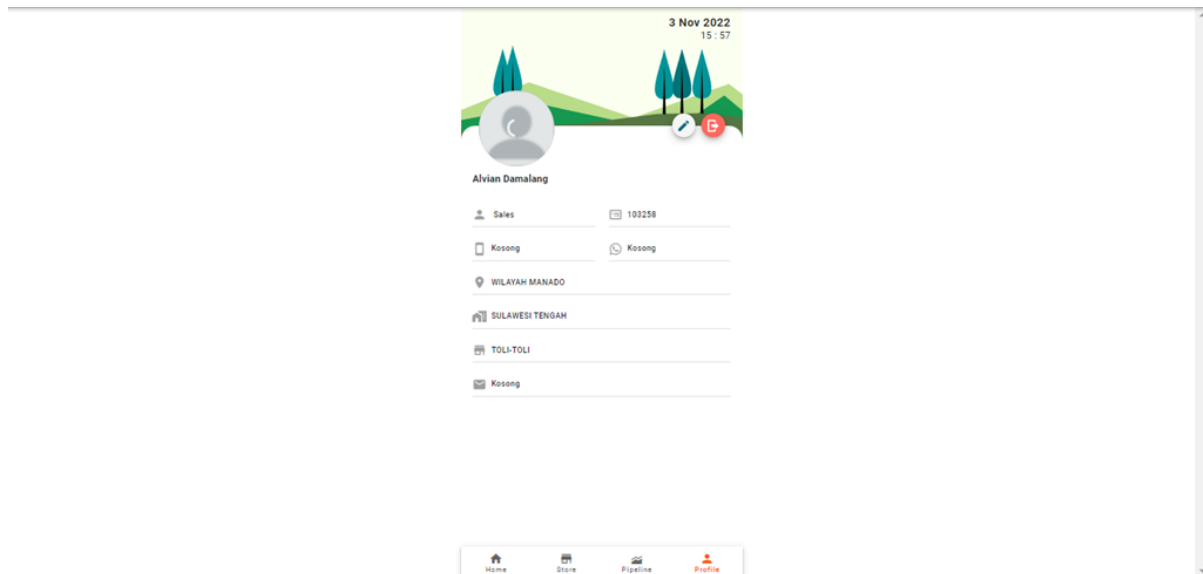 3 Nov 2022
15 : 57
Alvian Damalang
Sales
103258
Kosong
Kosong
WILAYAH MANADO
SULAWESI TENGAH
TOLI-TOLI
Kosong
Home
Store
Pipeline
Profile